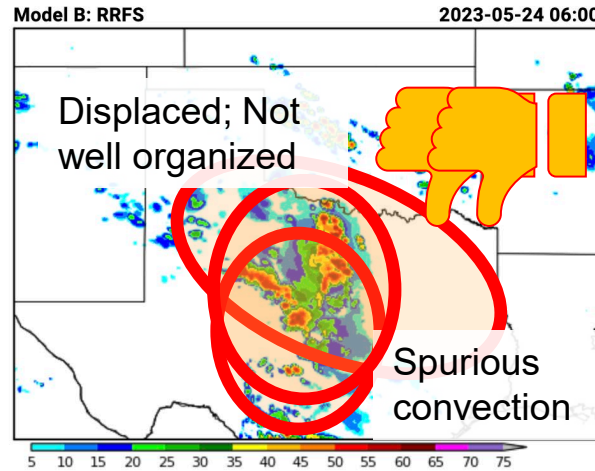 Model B: RRFS 2023-05-24 06:00
Displaced; Not
well organized
Spurious
convection
5 10 15 20 25 30 35 40 45 50 55 60 65 70 75